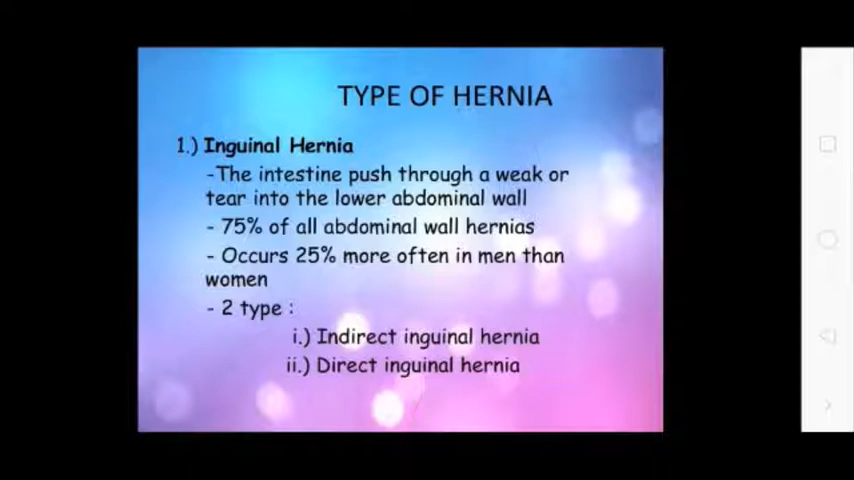 TYPE OF HERNIA
1.) Inguinal Hernia
-The intestine push through a weak or
tear into the lower abdominal wall
- 75% of all abdominal wall hernias
- Occurs 25% more often in men than
women
- 2 type :
i.) Indirect inguinal hernia
ii.) Direct inguinal hernia